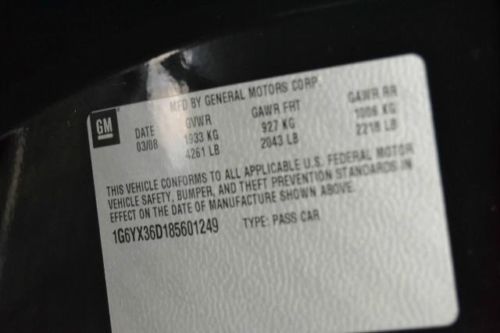 MFD BY GENERAL MOTORS CORP
GM DATE GVWR GAWR FRT GAWR RR
03/08 1933 KG 927 KG 1006 KG
4261 LB 2043 LB 2218 LB
THIS VEHICLE CONFORMS TO ALL APPLICABLE U.S. FEDERAL MOTOR
VEHICLE SAFETY, BUMPER, AND THEFT PREVENTION STANDARDS IN
EFFECT ON THE DATE OF MANUFACTURE SHOWN ABOVE.
1G6YX36D185601249 TYPE: PASS CAR